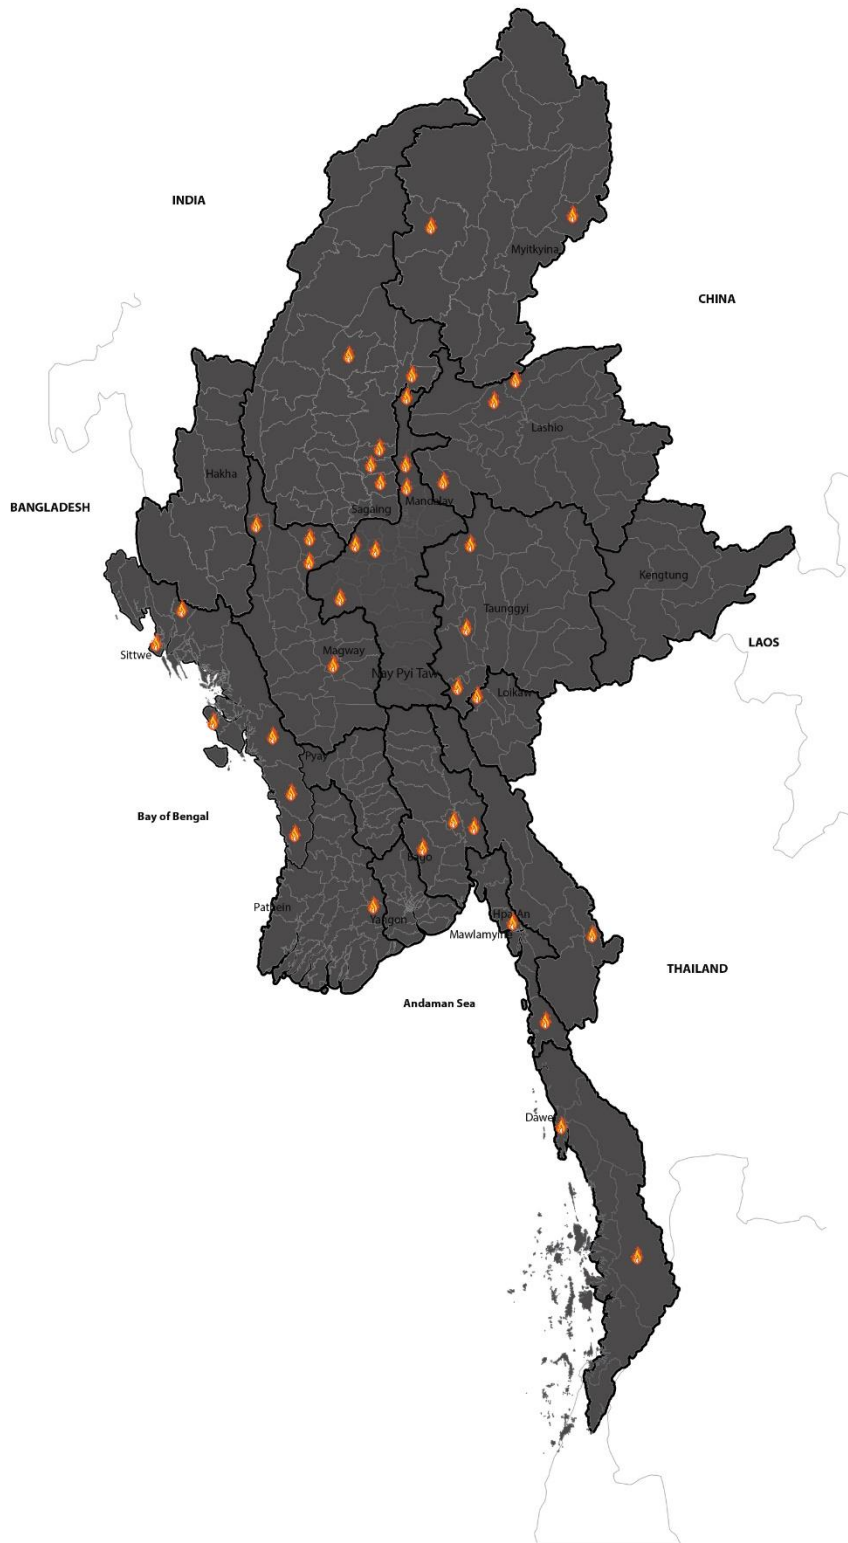 INDIA
Myitkyina
CHINA
Lashio
Hakha
Mandalay
BANGLADESH
Sagaing
Kengtung
Taunggyi
LAOS
Sittwe
Magway
Nay Pyi Taw
Loikaw
Pyay
Bay of Bengal
Bago
Pathein
Yangon
Hpa-An
Mawlamyine
THAILAND
Andaman Sea
Dawei